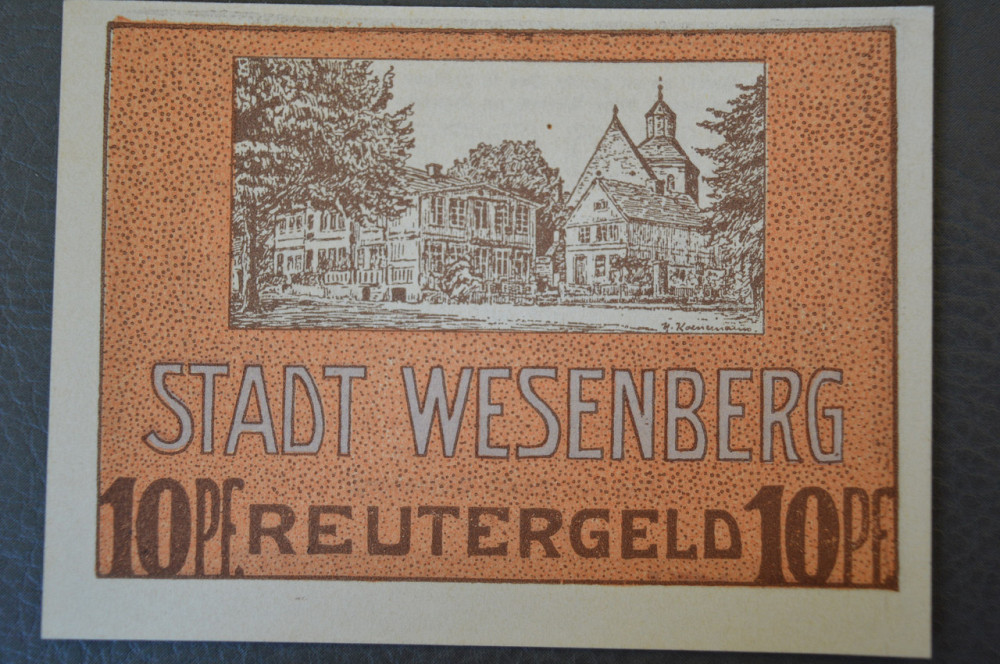 STADT WESENBERG
10 PF. REUTERGELD 10 PF.